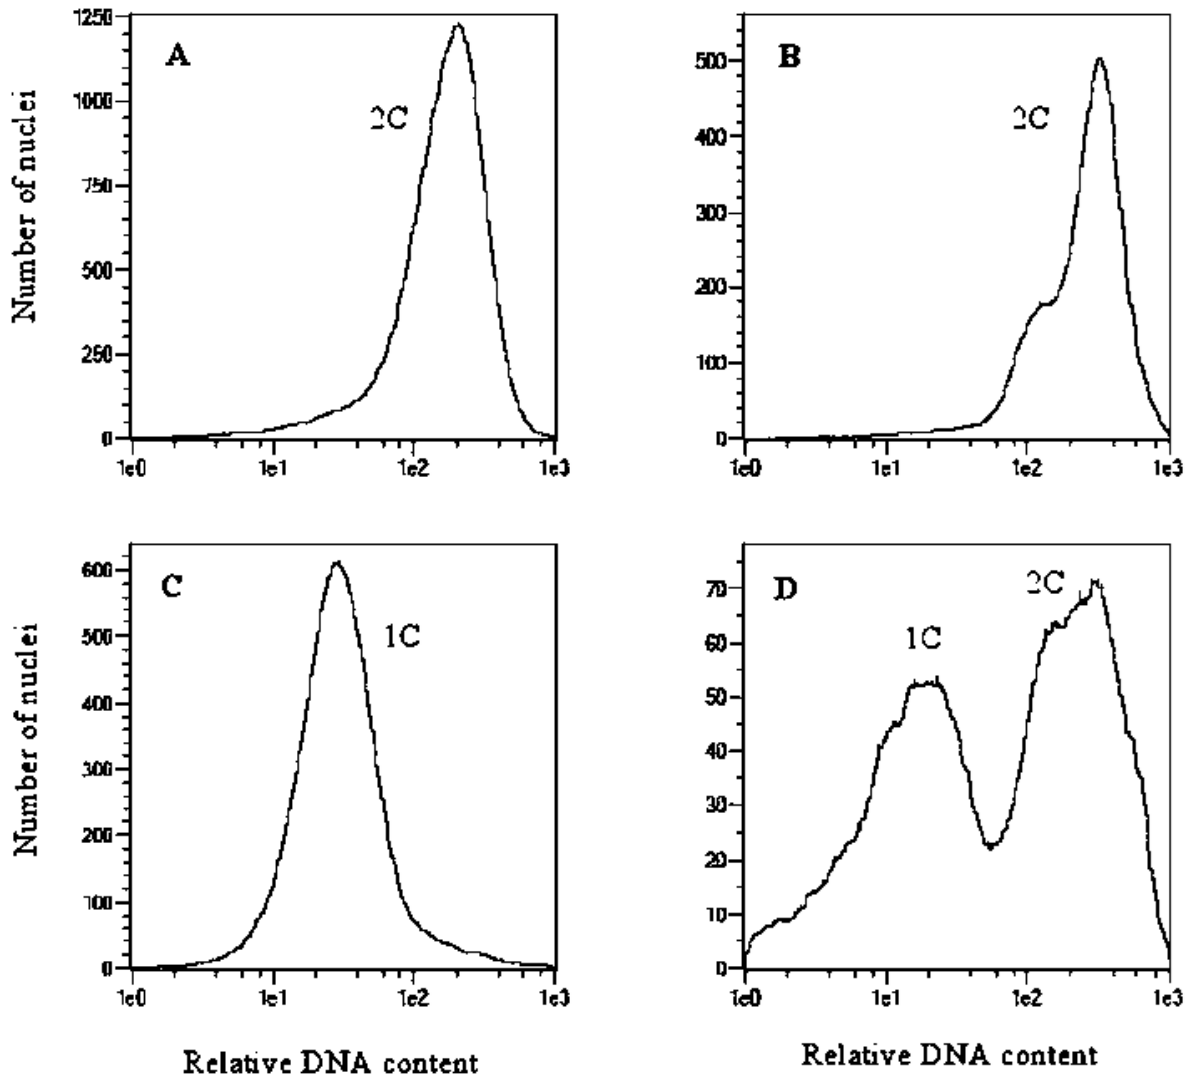 A
2C
Number of nuclei
1250
1000
750
500
250
0
1e0 1e1 1e2 1e3
B
2C
500
400
300
200
100
0
1e0 1e1 1e2 1e3
C
1C
Number of nuclei
600
500
400
300
200
100
0
1e0 1e1 1e2 1e3
Relative DNA content
D
1C
2C
70
60
50
40
30
20
10
0
1e0 1e1 1e2 1e3
Relative DNA content